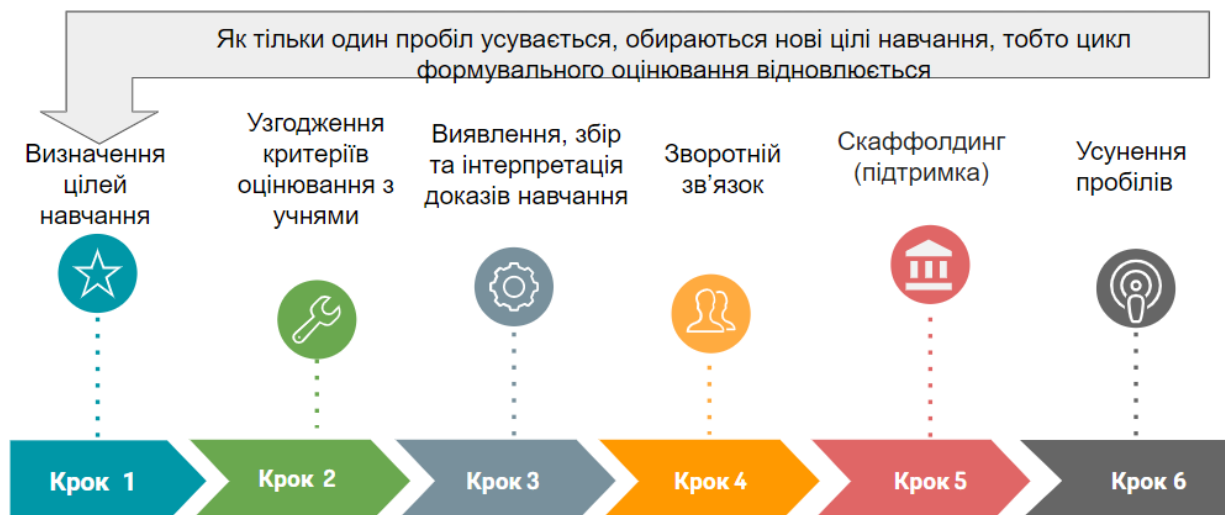 Як тільки один пробіл усувається, обираються нові цілі навчання, тобто цикл
формувального оцінювання відновлюється
Визначення
цілей
навчання
Узгодження
критеріїв
оцінювання з
учнями
Виявлення, збір
та інтерпретація
доказів навчання
Зворотній
зв’язок
Скаффолдинг
(підтримка)
Усунення
пробілів
Крок 1
Крок 2
Крок 3
Крок 4
Крок 5
Крок 6